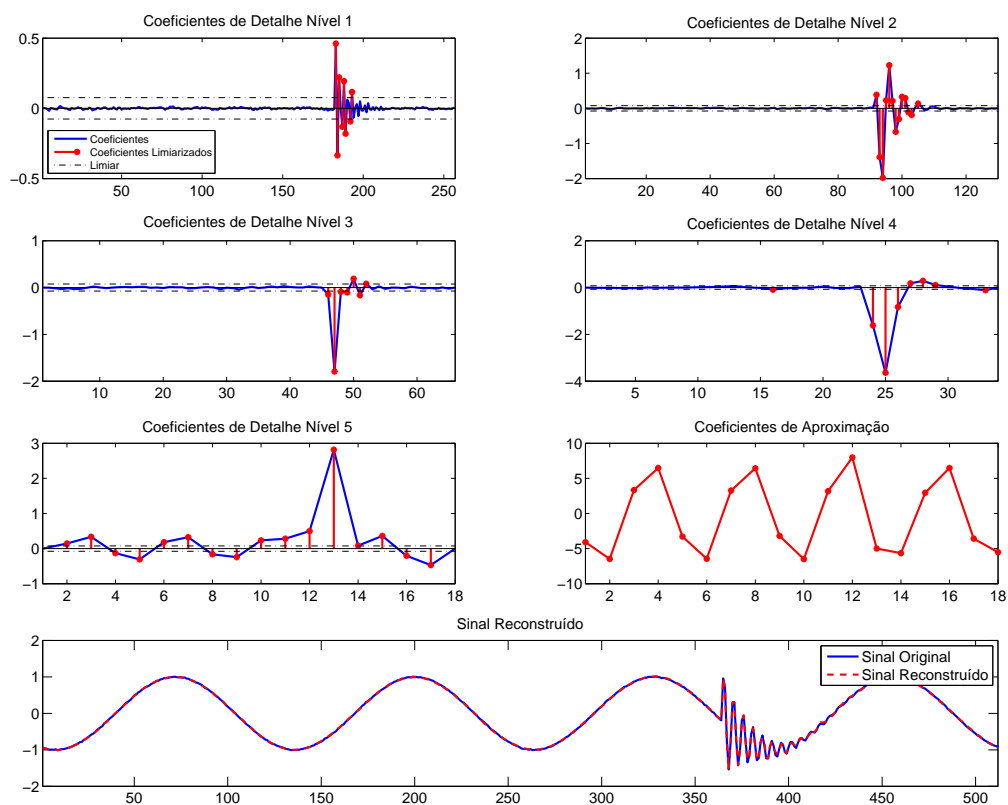 Coeficientes de Detalhe Nível 1
0.5
0
−0.5
50 100 150 200 250
Coeficientes
Coeficientes Limiarizados
Limiar
Coeficientes de Detalhe Nível 2
2
1
0
−1
−2
20 40 60 80 100 120
Coeficientes de Detalhe Nível 3
1
0
−1
−2
10 20 30 40 50 60
Coeficientes de Detalhe Nível 4
2
0
−2
−4
5 10 15 20 25 30
Coeficientes de Detalhe Nível 5
3
2
1
0
−1
2 4 6 8 10 12 14 16 18
Coeficientes de Aproximação
10
5
0
−5
−10
2 4 6 8 10 12 14 16 18
Sinal Reconstruído
2
1
0
−1
−2
50 100 150 200 250 300 350 400 450 500
Sinal Original
Sinal Reconstruído